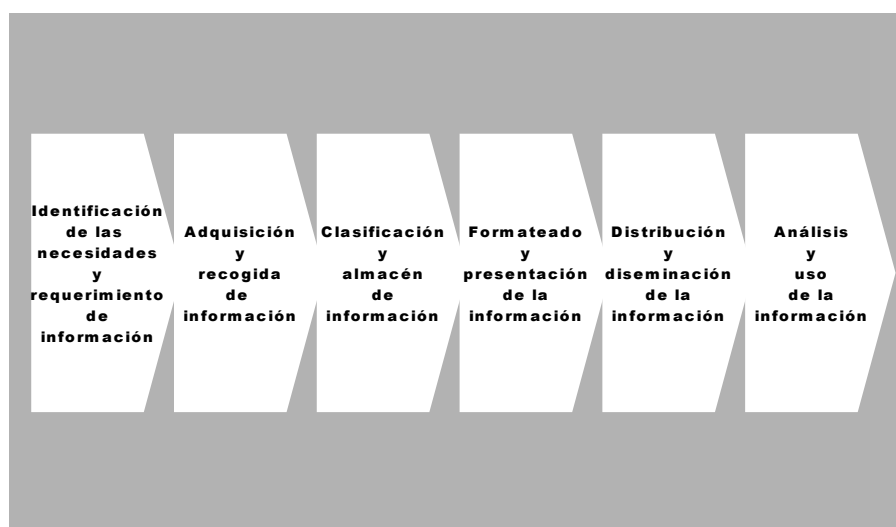 Identificación
de las
necesidades
y
requerimiento
de
información
Adquisición
y
recogida
de
información
Clasificación
y
almacén
de
información
Formateado
y
presentación
de la
información
Distribución
y
diseminación
de la
información
Análisis
y
uso
de la
información